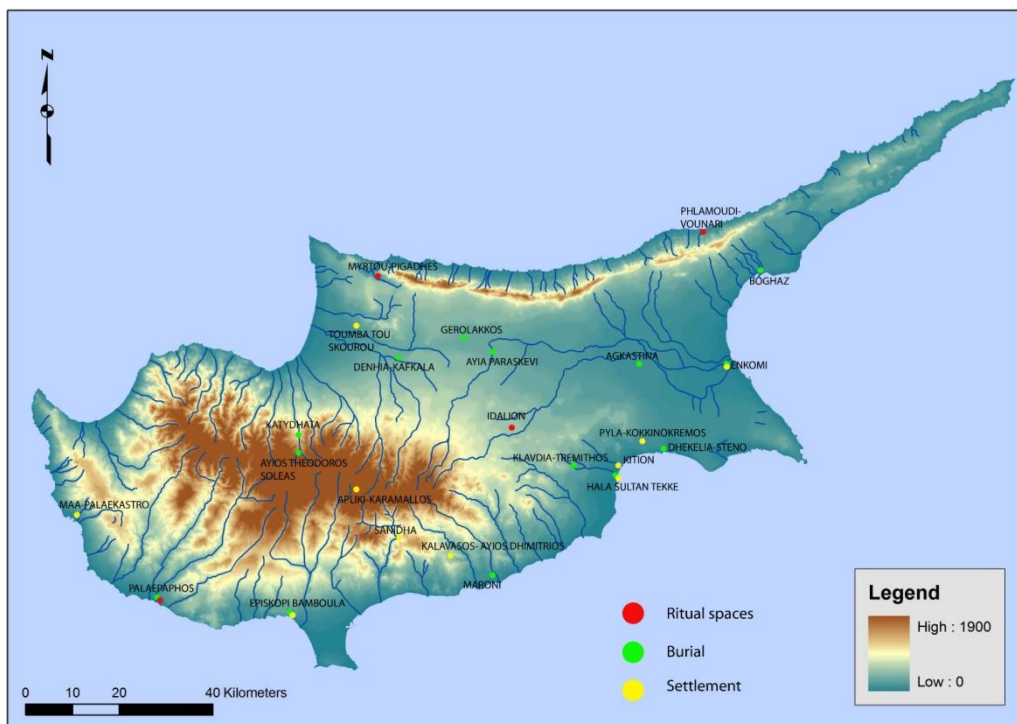 N
PHLAMOUDI-
VOUNARI
MYRTOU-PIGADHES
BOGHAZ
TOUMBA TOU
SKOUROU
GEROLAKKOS
DENHIA-KAFKALA
AYIA PARASKEVI
AGKASTINA
ENKOMI
IDALION
KATYDHATA
PYLA-KOKKINOKREMOS
DHEKELIA-STENO
AYIOS THEODOROS
SOLEAS
KLAVDIA-TREMITHOS
KITION
HALA SULTAN TEKKE
APLIKI-KARAMALLOS
MAA-PALAEKASTRO
SANIDHA
KALAVASOS- AYIOS DHIMITRIOS
MARONI
PALAEPAPHOS
EPISKOPI BAMBOULA
Ritual spaces
Burial
Settlement
Legend
High : 1900
Low : 0
0 10 20 40 Kilometers